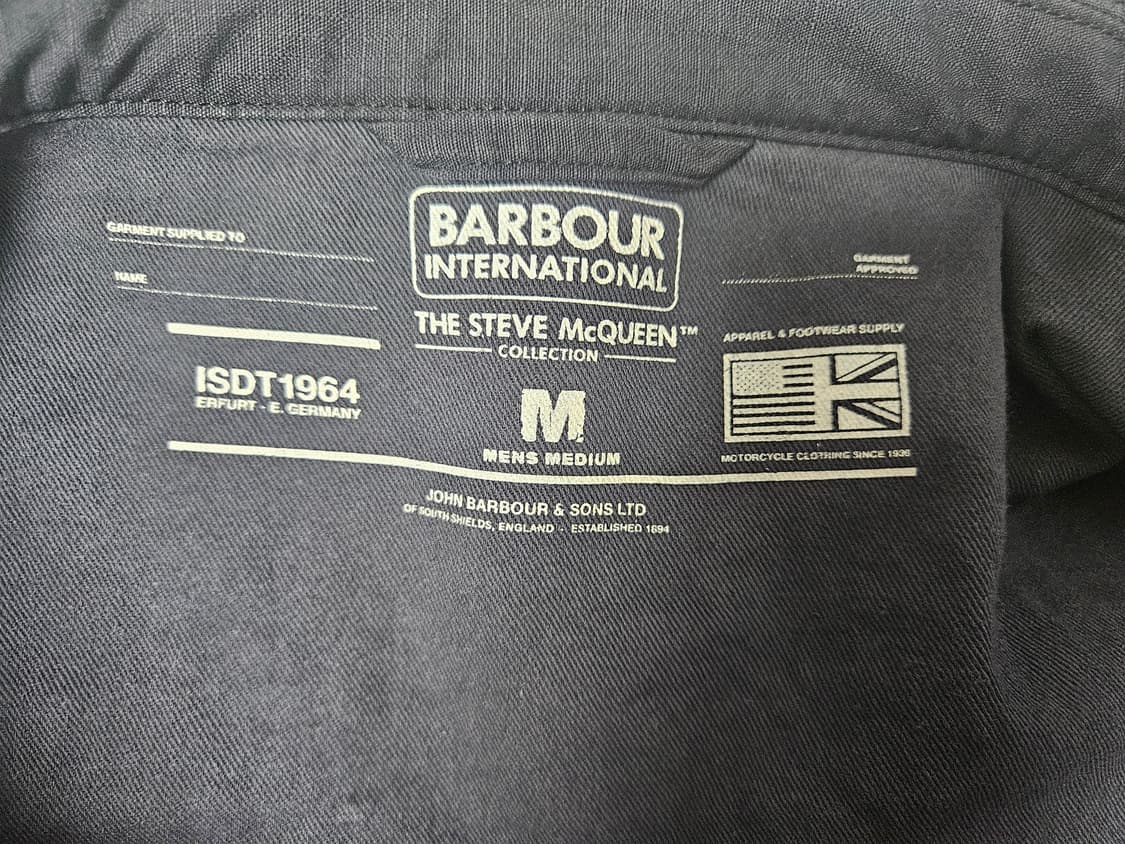 GARMENT SUPPLIED TO
NAME
ISDT1964
ERFURT · E. GERMANY
BARBOUR
INTERNATIONAL
THE STEVE McQUEEN™
COLLECTION
M
MENS MEDIUM
GARMENT
APPROVED
APPAREL & FOOTWEAR SUPPLY
MOTORCYCLE CLOTHING SINCE 1936
JOHN BARBOUR & SONS LTD
OF SOUTH SHIELDS, ENGLAND · ESTABLISHED 1894